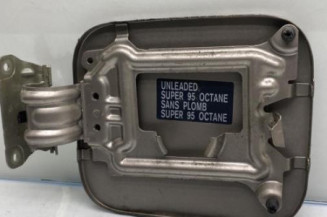 UNLEADED
SUPER 95 OCTANE
SANS PLOMB
SUPER 95 OCTANE